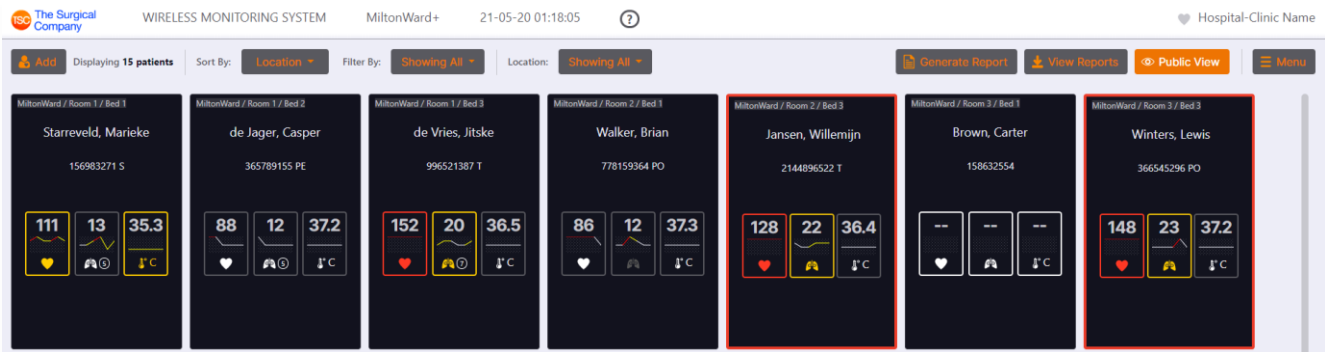 TSC The Surgical Company
WIRELESS MONITORING SYSTEM
MiltonWard+
21-05-20 01:18:05
?
Hospital-Clinic Name
Add
Displaying 15 patients
Sort By:
Location
Filter By:
Showing All
Location:
Showing All
Generate Report
View Reports
Public View
Menu
MiltonWard / Room 1 / Bed 1
Starreveld, Marieke
156983271 S
111 13 35.3
5 °C
MiltonWard / Room 1 / Bed 2
de Jager, Casper
365789155 PE
88 12 37.2
5 °C
MiltonWard / Room 1 / Bed 3
de Vries, Jitske
996521387 T
152 20 36.5
7 °C
MiltonWard / Room 2 / Bed 1
Walker, Brian
778159364 PO
86 12 37.3
°C
MiltonWard / Room 2 / Bed 3
Jansen, Willemijn
2144896522 T
128 22 36.4
°C
MiltonWard / Room 3 / Bed 1
Brown, Carter
158632554
-- -- --
°C
MiltonWard / Room 3 / Bed 3
Winters, Lewis
366545296 PO
148 23 37.2
°C